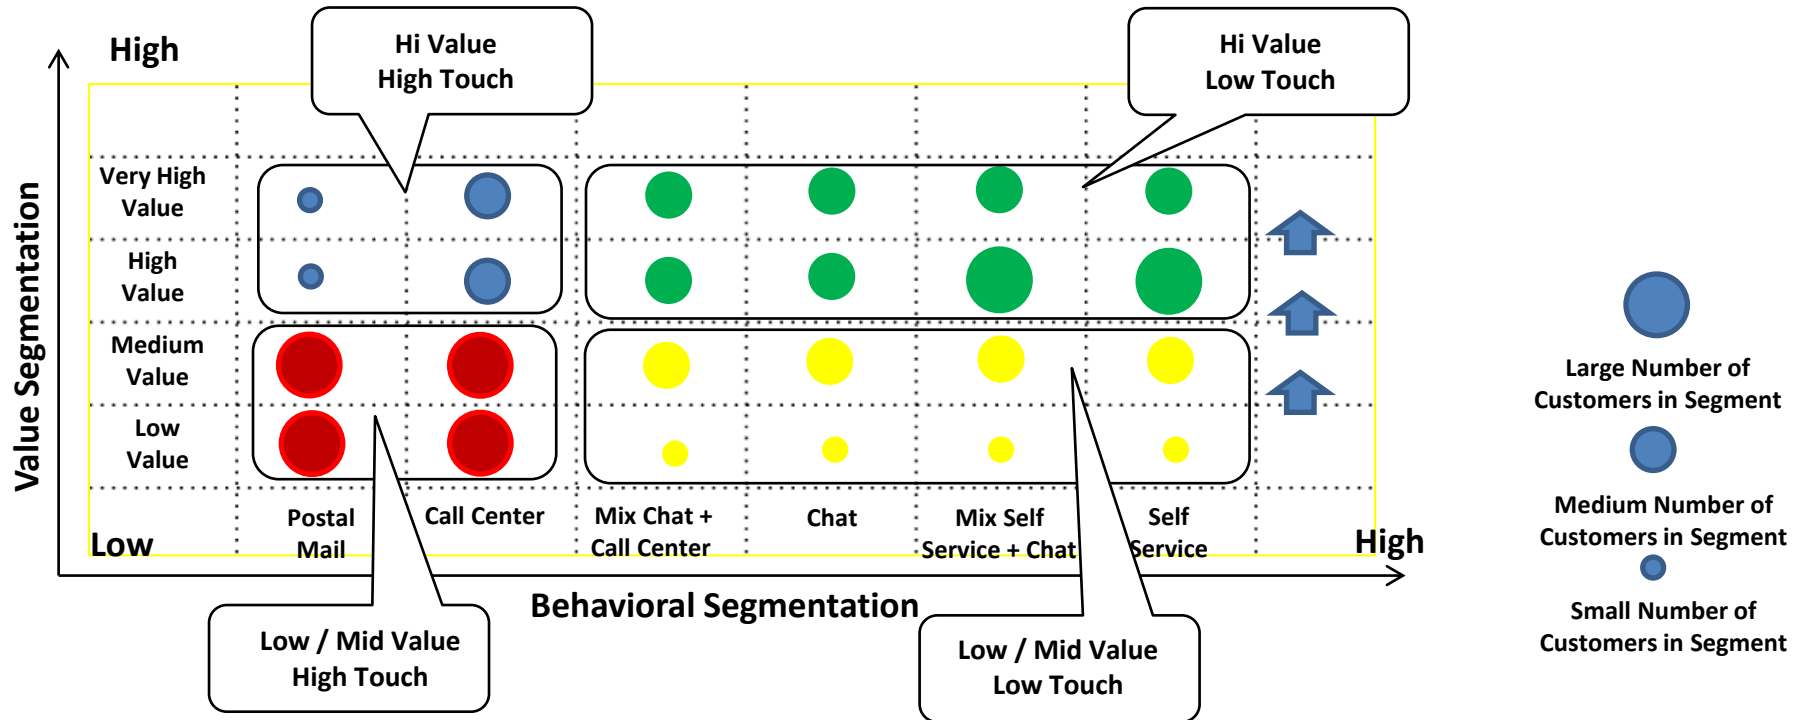 High
Hi Value
High Touch
Hi Value
Low Touch
Value Segmentation
Very High
Value
High
Value
Medium
Value
Low
Value
Low
Postal
Mail
Call Center
Mix Chat +
Call Center
Chat
Mix Self
Service + Chat
Self
Service
High
Behavioral Segmentation
Low / Mid Value
High Touch
Low / Mid Value
Low Touch
Large Number of
Customers in Segment
Medium Number of
Customers in Segment
Small Number of
Customers in Segment